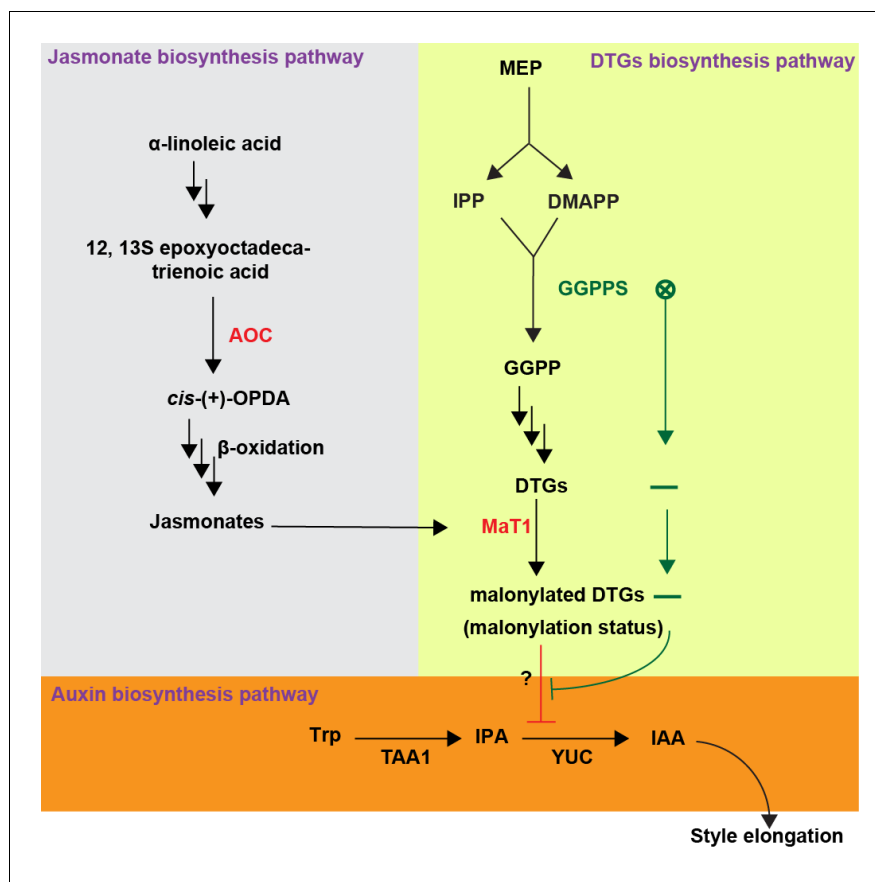 Jasmonate biosynthesis pathway
DTGs biosynthesis pathway
MEP
α-linoleic acid
IPP
DMAPP
12, 13S epoxyoctadeca-
trienoic acid
GGPPS
AOC
GGPP
cis-(+)-OPDA
β-oxidation
DTGs
Jasmonates
MaT1
malonylated DTGs
(malonylation status)
?
Auxin biosynthesis pathway
Trp
IPA
IAA
TAA1
YUC
Style elongation